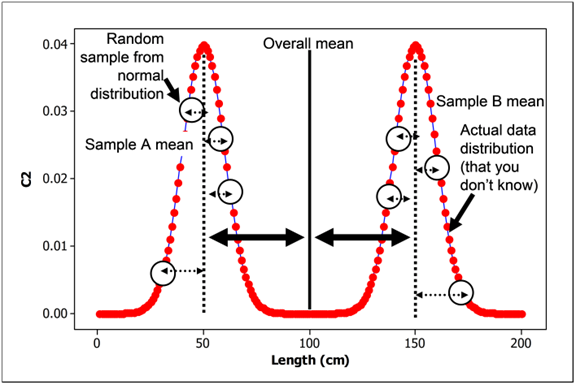 Random
sample from
normal
distribution
Overall mean
Sample A mean
Sample B mean
Actual data
distribution
(that you
don't know)
C2
0.04
0.03
0.02
0.01
0.00
0
50
100
150
200
Length (cm)